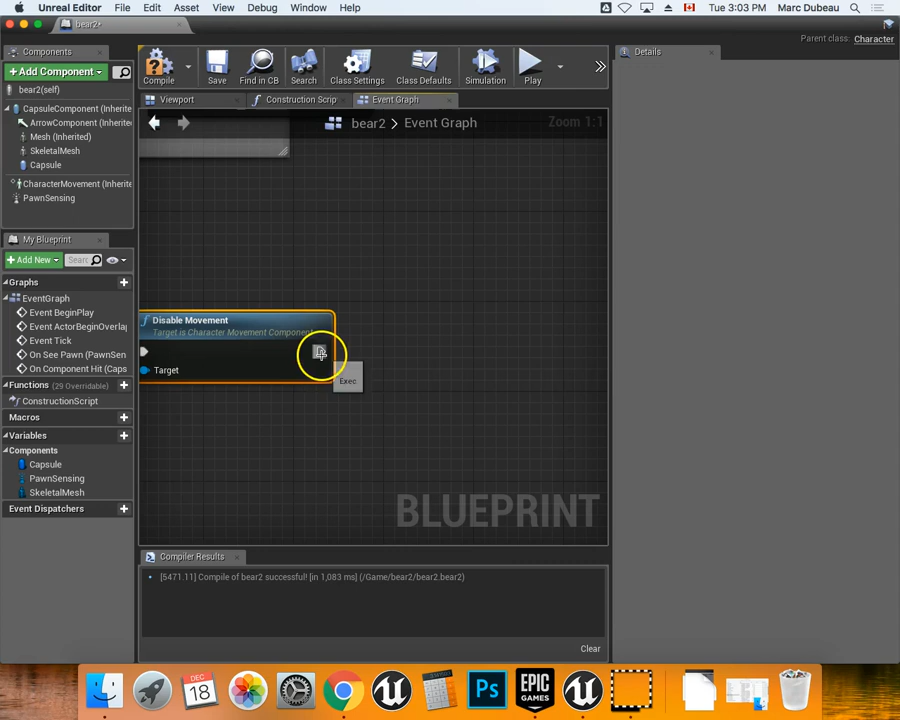 Unreal Editor File Edit Asset View Debug Window Help Tue 3:03 PM Marc Dubeau
bear2*
Parent class: Character
Components
+ Add Component
bear2(self)
CapsuleComponent (Inherite
ArrowComponent (Inherite
Mesh (Inherited)
SkeletalMesh
Capsule
CharacterMovement (Inherite
PawnSensing
My Blueprint
+ Add New
Sear
Graphs
EventGraph
Event BeginPlay
Event ActorBeginOverlap
Event Tick
On See Pawn (PawnSen
On Component Hit (Caps
Functions (29 Overridable)
ConstructionScript
Macros
Variables
Components
Capsule
PawnSensing
SkeletalMesh
Event Dispatchers
Compile
Save
Find in CB
Search
Class Settings
Class Defaults
Simulation
Play
Viewport
Construction Scrip
Event Graph
bear2 > Event Graph
Zoom 1:1
Disable Movement
Target is Character Movement Component
Target
Exec
BLUEPRINT
Compiler Results
[5471.11] Compile of bear2 successful! [in 1,083 ms] (/Game/bear2/bear2.bear2)
Clear
Details
DEC
18
Ps
EPIC
GAMES